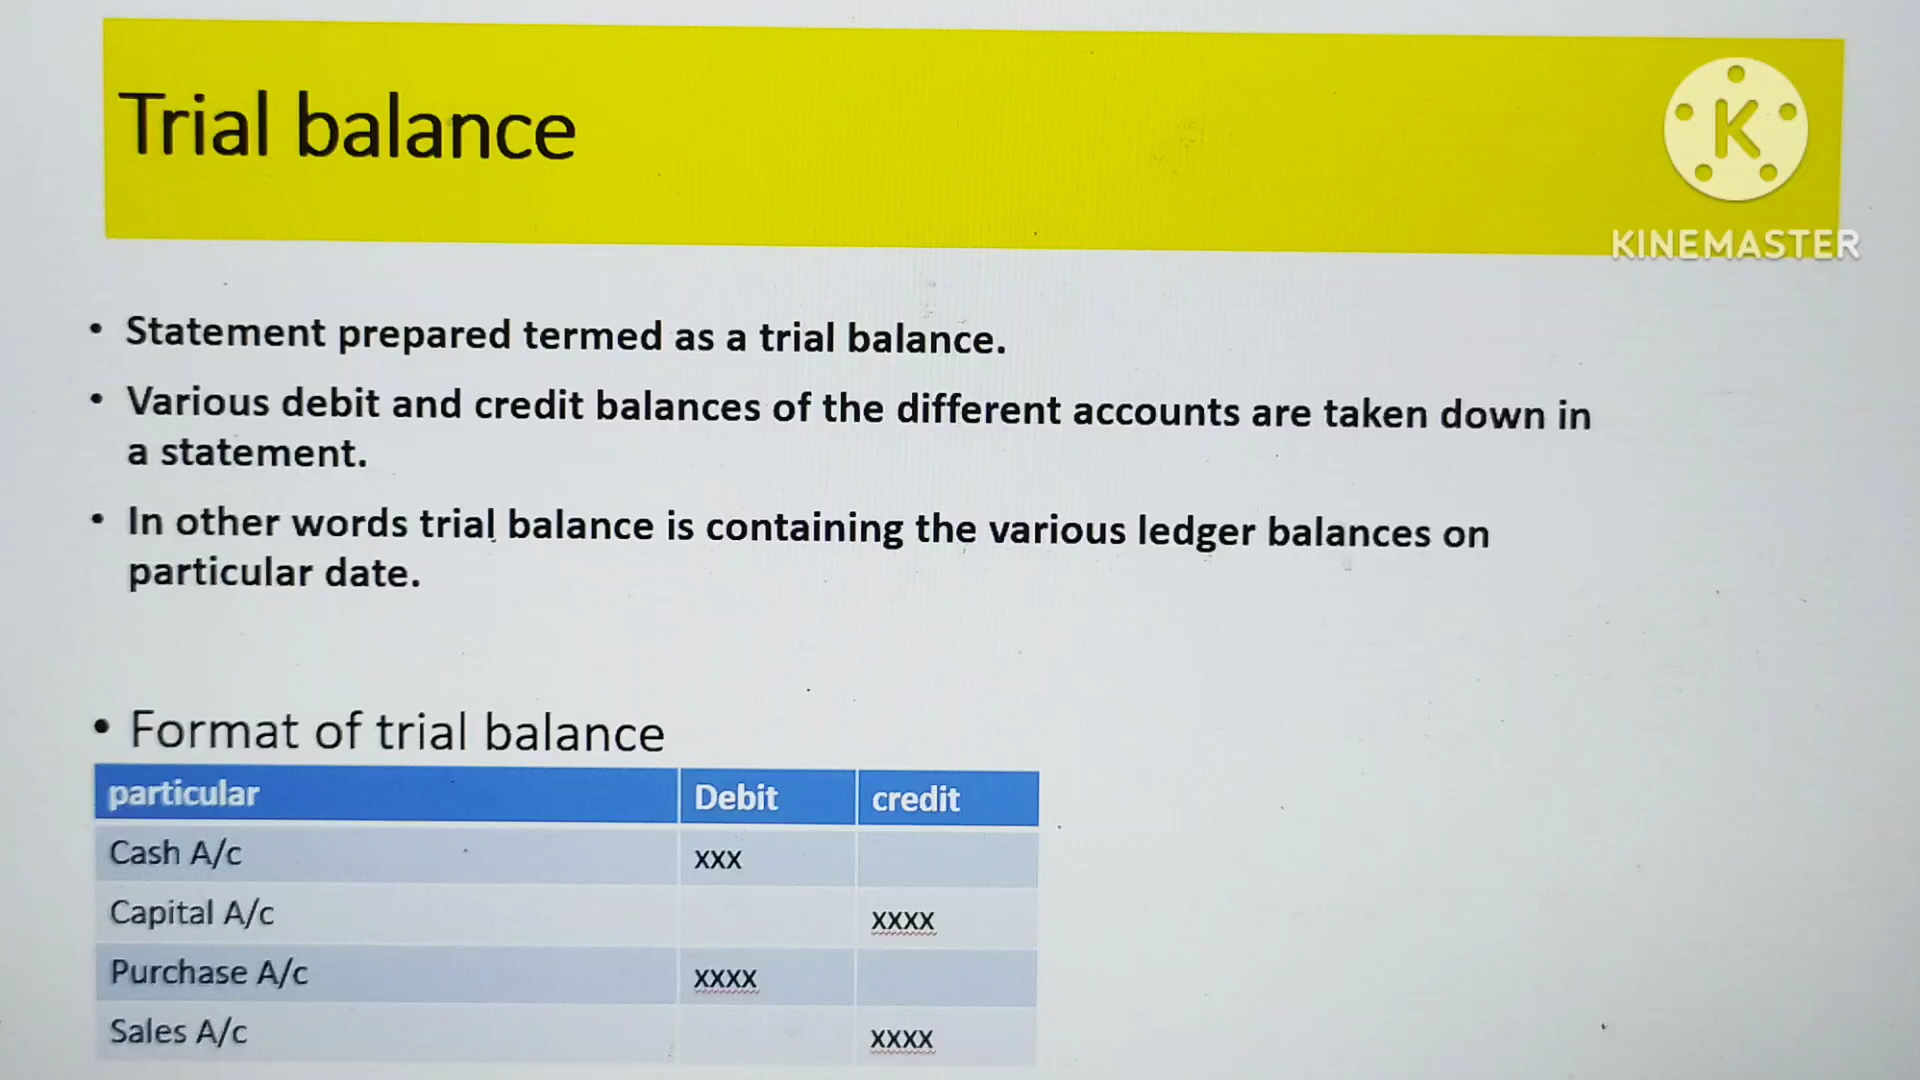 Trial balance
K
KINEMASTER
• Statement prepared termed as a trial balance.
• Various debit and credit balances of the different accounts are taken down in
a statement.
• In other words trial balance is containing the various ledger balances on
particular date.
• Format of trial balance
particular Debit credit
Cash A/c xxx
Capital A/c xxxx
Purchase A/c xxxx
Sales A/c xxxx